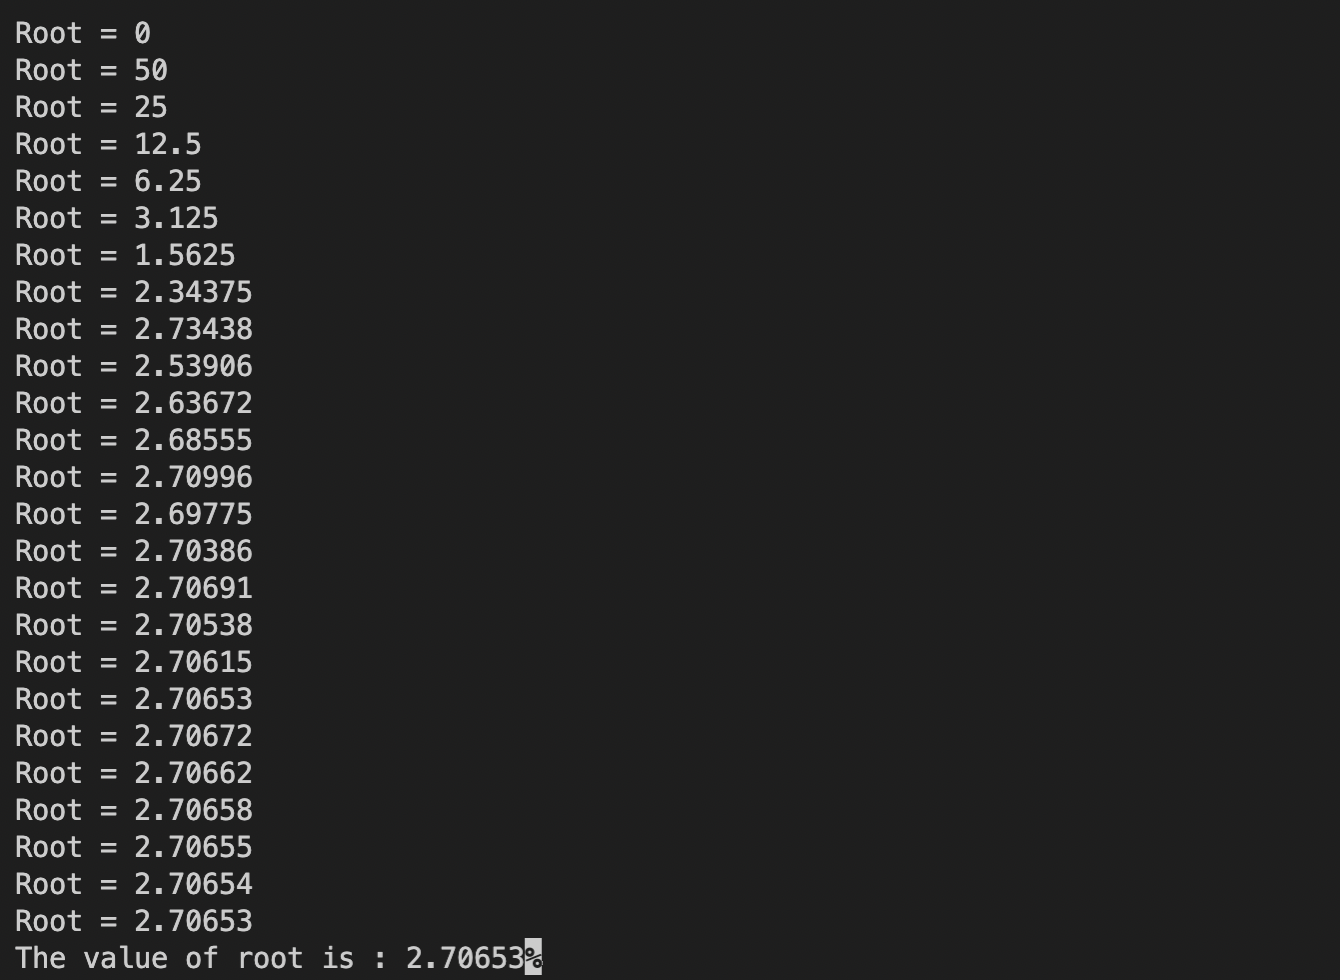 Root = 0
Root = 50
Root = 25
Root = 12.5
Root = 6.25
Root = 3.125
Root = 1.5625
Root = 2.34375
Root = 2.73438
Root = 2.53906
Root = 2.63672
Root = 2.68555
Root = 2.70996
Root = 2.69775
Root = 2.70386
Root = 2.70691
Root = 2.70538
Root = 2.70615
Root = 2.70653
Root = 2.70672
Root = 2.70662
Root = 2.70658
Root = 2.70655
Root = 2.70654
Root = 2.70653
The value of root is : 2.70653%